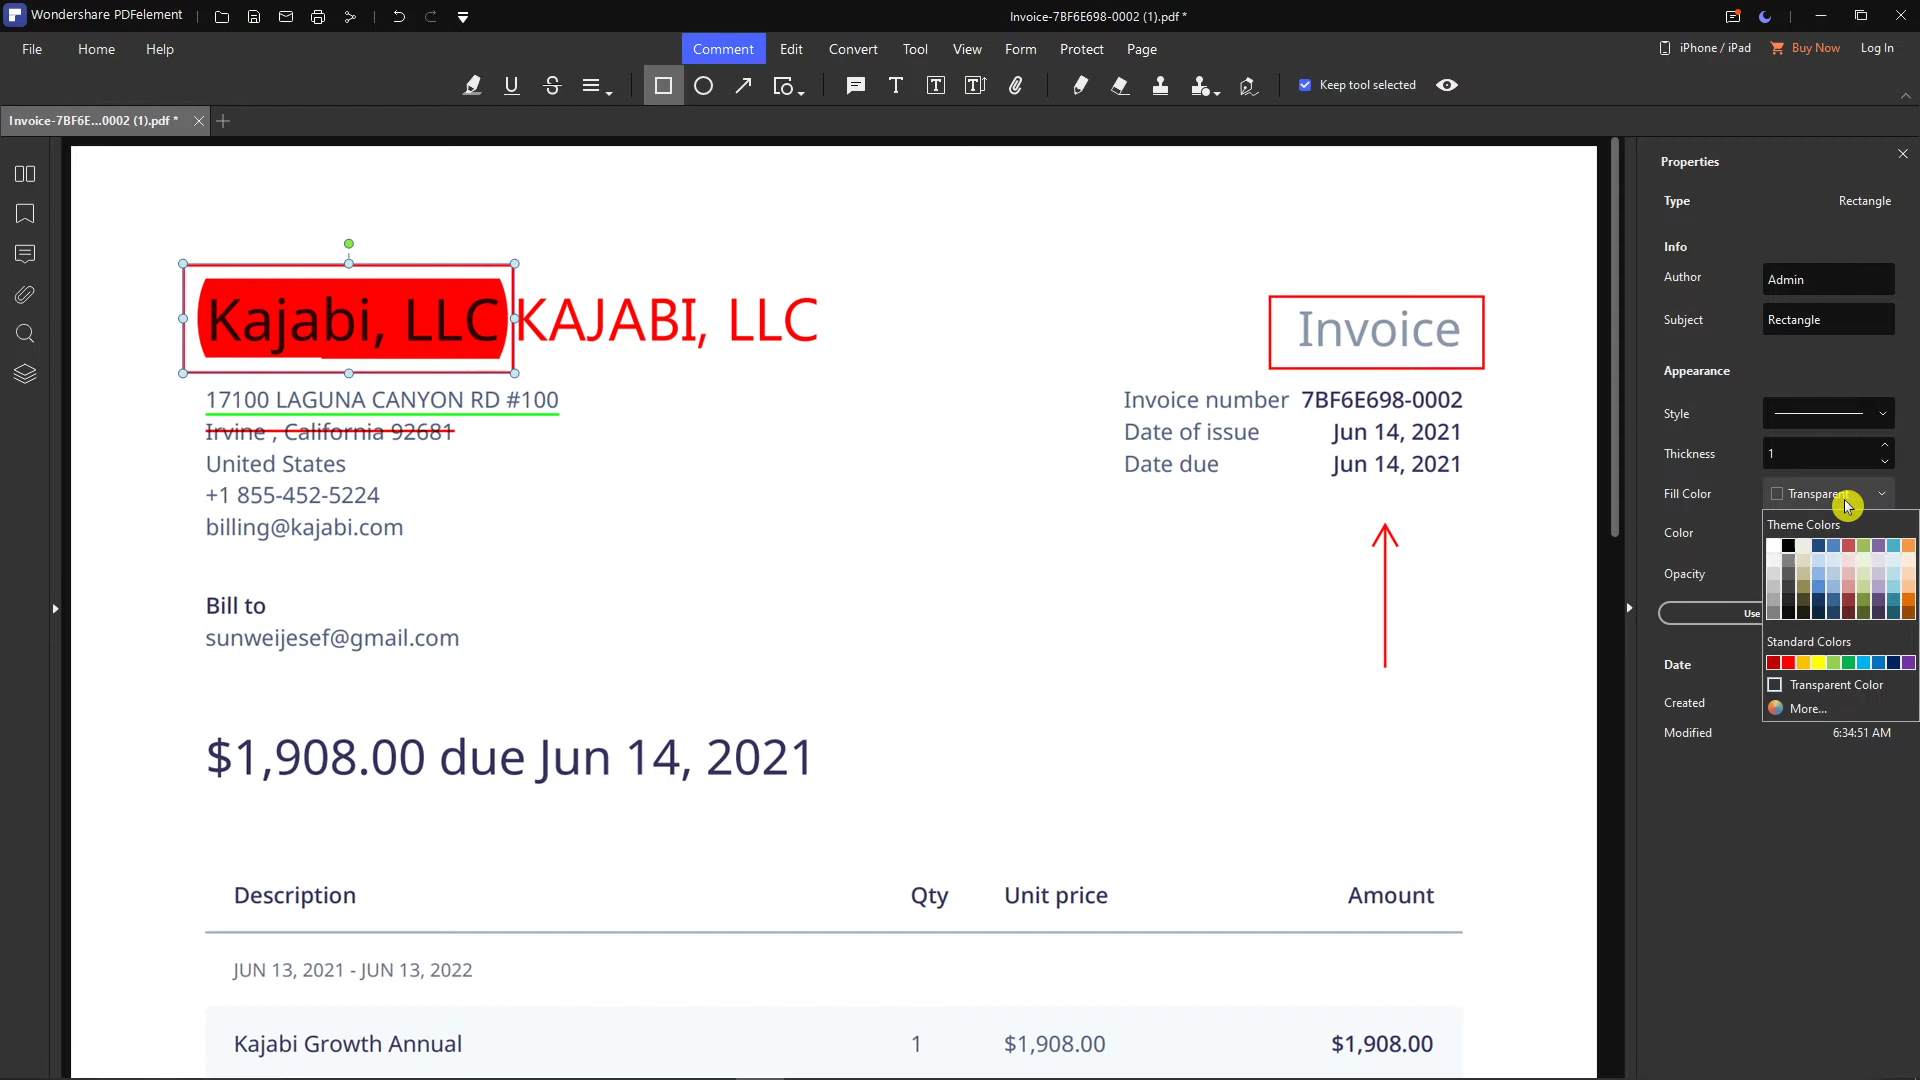 Wondershare PDFelement
Invoice-7BF6E698-0002 (1).pdf *
File Home Help
Comment Edit Convert Tool View Form Protect Page
iPhone / iPad Buy Now Log In
Keep tool selected
Invoice-7BF6E...0002 (1).pdf *
Kajabi, LLC KAJABI, LLC
Invoice
17100 LAGUNA CANYON RD #100
Irvine , California 92681
United States
+1 855-452-5224
billing@kajabi.com
Invoice number 7BF6E698-0002
Date of issue Jun 14, 2021
Date due Jun 14, 2021
Bill to
sunweijesef@gmail.com
$1,908.00 due Jun 14, 2021
Description Qty Unit price Amount
JUN 13, 2021 - JUN 13, 2022
Kajabi Growth Annual 1 $1,908.00 $1,908.00
Properties
Type Rectangle
Info
Author Admin
Subject Rectangle
Appearance
Style
Thickness 1
Fill Color Transparent
Theme Colors
Color
Opacity
Use
Standard Colors
Date
Transparent Color
Created
More...
Modified 6:34:51 AM